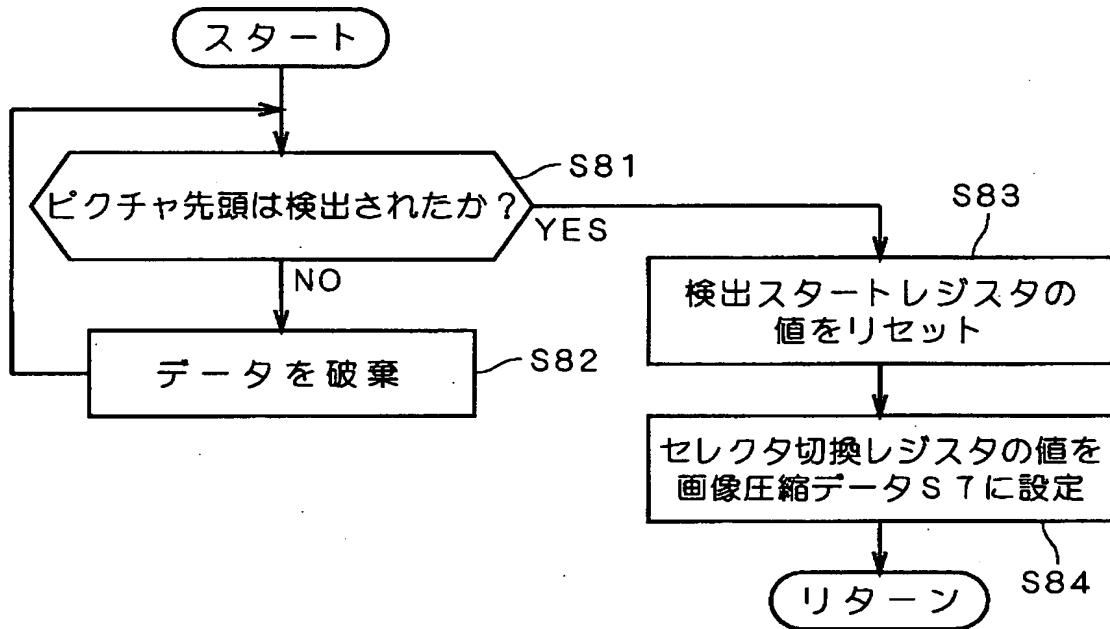 スタート
ピクチャ先頭は検出されたか？
S81
YES
NO
データを破棄
S82
S83
検出スタートレジスタの
値をリセット
セレクタ切換レジスタの値を
画像圧縮データS7に設定
S84
リターン